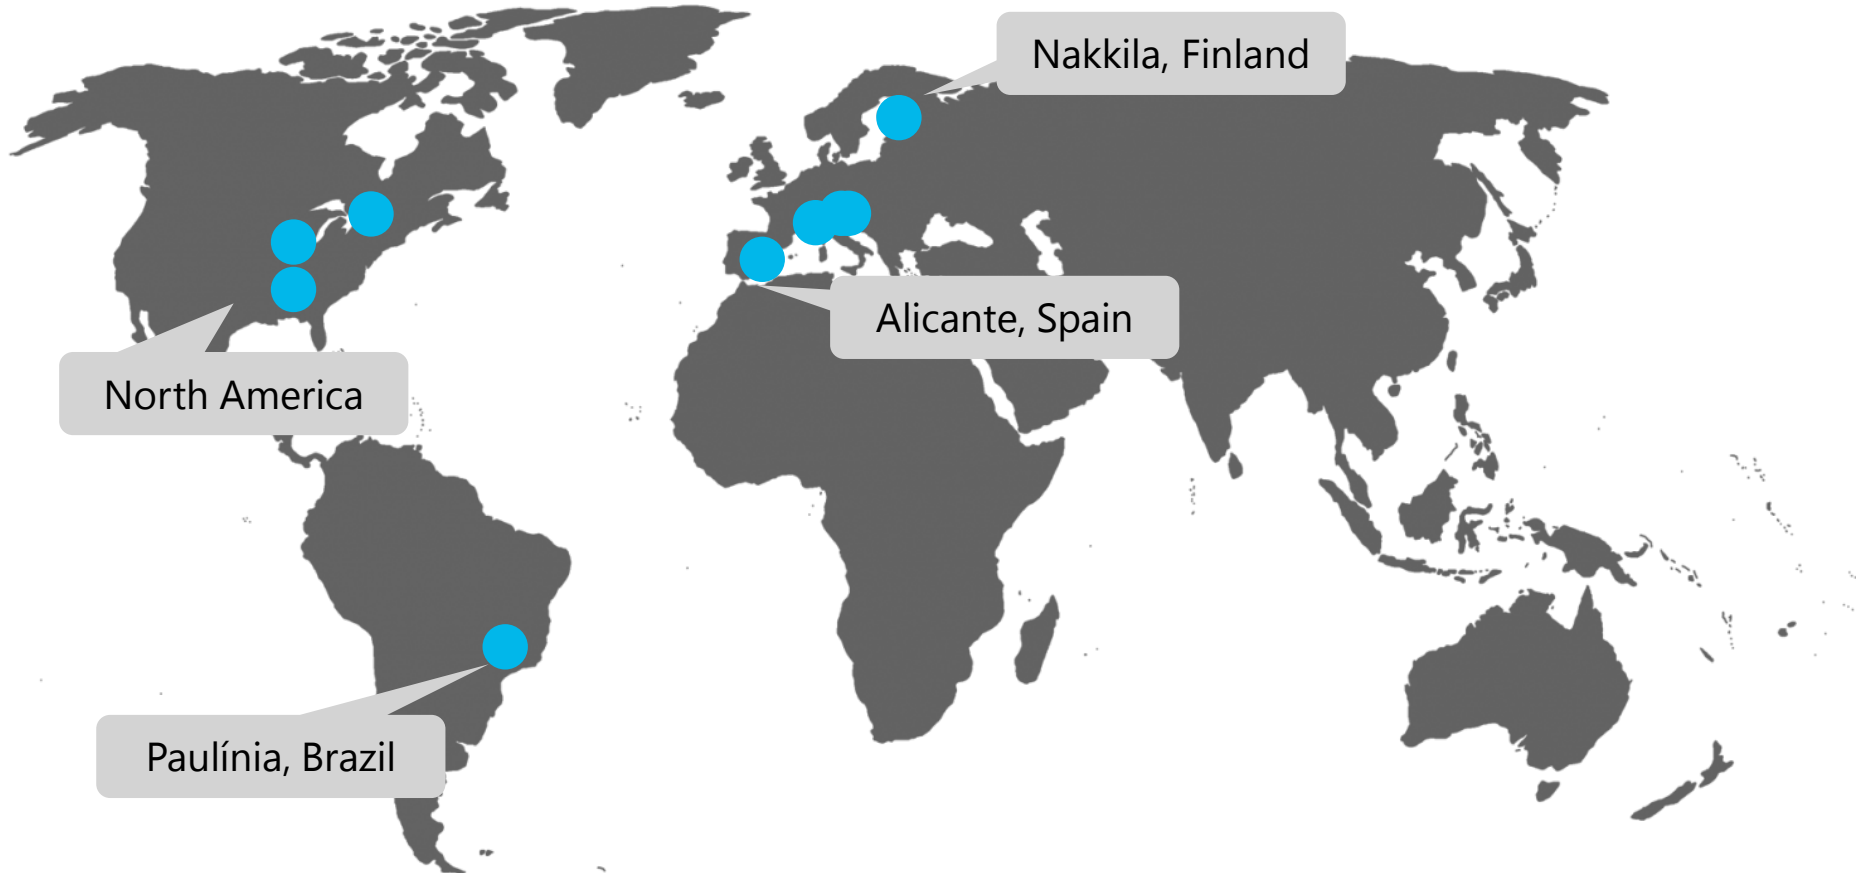 Nakkila, Finland
Alicante, Spain
North America
Paulínia, Brazil